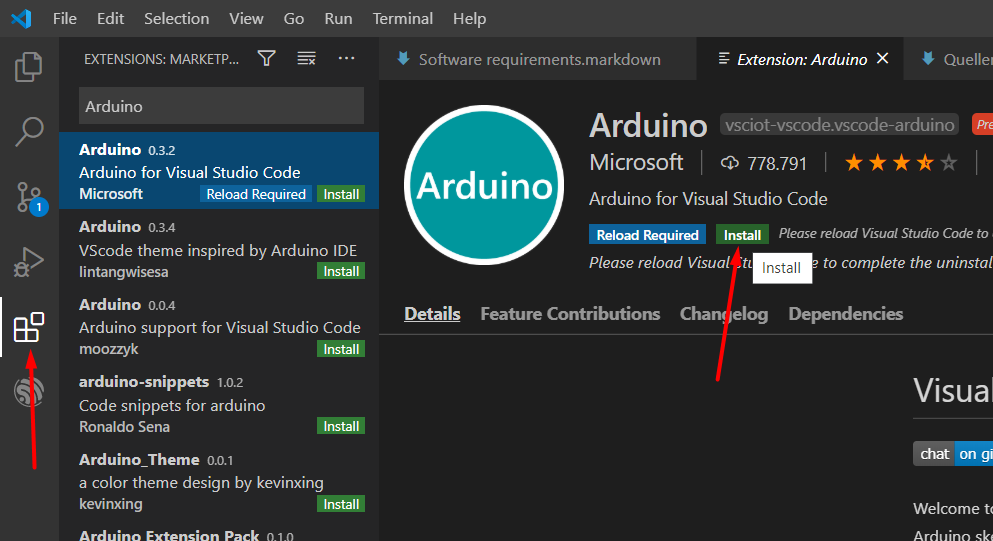 File Edit Selection View Go Run Terminal Help
EXTENSIONS: MARKETP...
Arduino
Arduino 0.3.2
Arduino for Visual Studio Code
Microsoft Reload Required Install
Arduino 0.3.4
VScode theme inspired by Arduino IDE
lintangwisesa Install
Arduino 0.0.4
Arduino support for Visual Studio Code
moozzyk Install
arduino-snippets 1.0.2
Code snippets for arduino
Ronaldo Sena Install
Arduino_Theme 0.0.1
a color theme design by kevinxing
kevinxing Install
Arduino Extension Pack 0.1.0
1
Software requirements.markdown Extension: Arduino Queller
Arduino
Arduino vsciot-vscode.vscode-arduino Pre
Microsoft 778.791
Arduino for Visual Studio Code
Reload Required Install Please reload Visual Studio Code to
Please reload Visual Stu e to complete the uninstal
Install
Details Feature Contributions Changelog Dependencies
Visual
chat on gi
Welcome to
Arduino ske